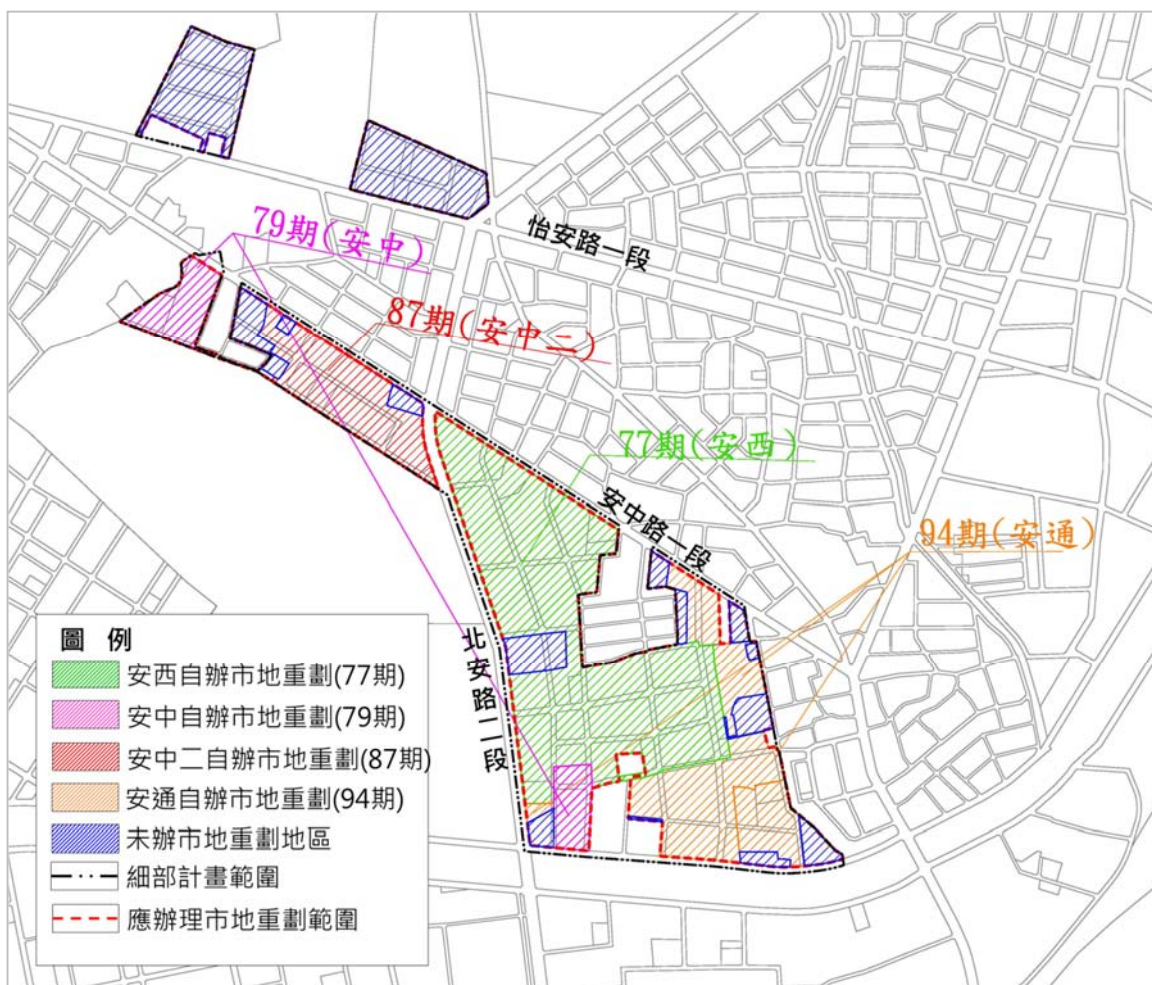 79期(安中)
怡安路一段
87期(安中二)
77期(安西)
安中路一段
94期(安通)
北安路二段
圖 例
安西自辦市地重劃(77期)
安中自辦市地重劃(79期)
安中二自辦市地重劃(87期)
安通自辦市地重劃(94期)
未辦市地重劃地區
細部計畫範圍
應辦理市地重劃範圍